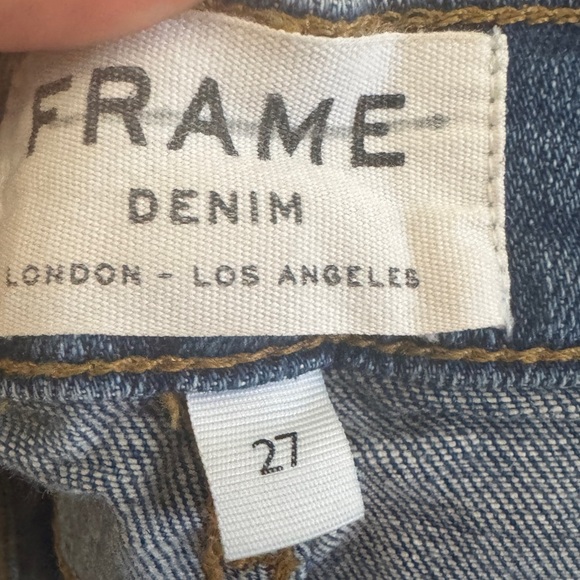 FRAME
DENIM
LONDON - LOS ANGELES
27